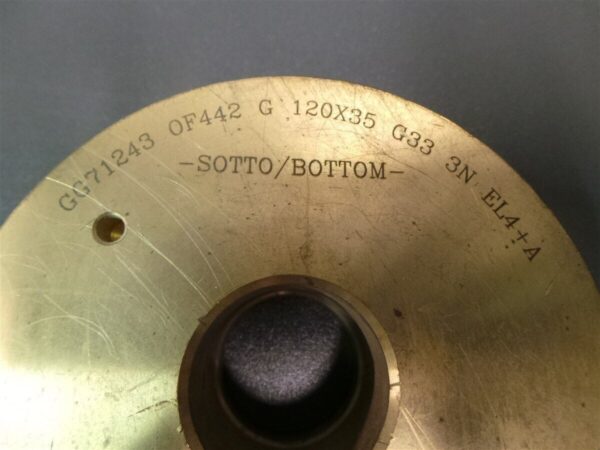 GG71243 OF442 G 120X35 G33 3N EL4+A
-SOTTO/BOTTOM-